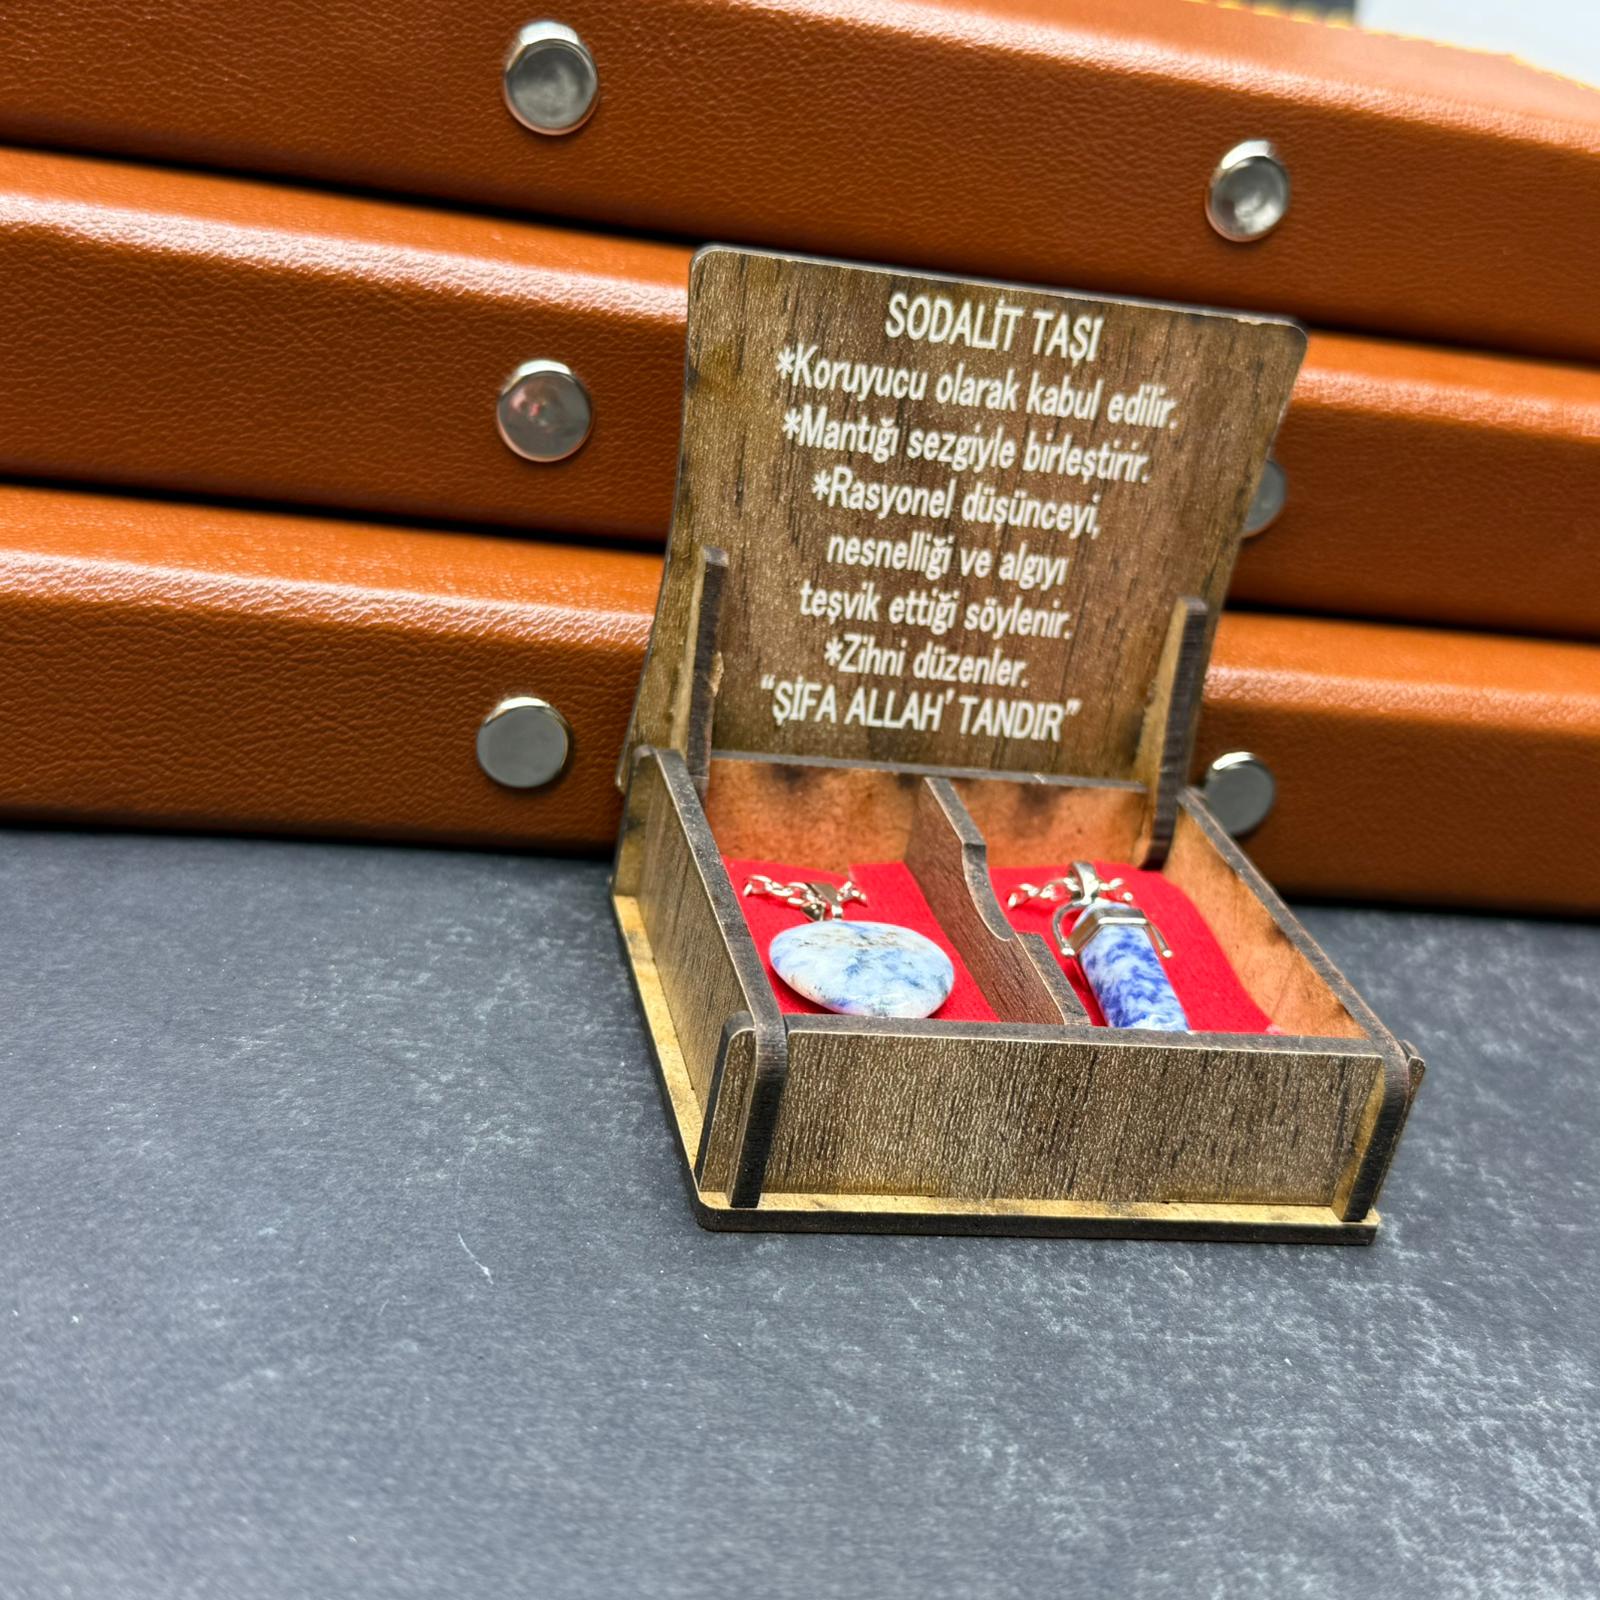 SODALİT TAŞI
*Koruyucu olarak kabul edilir.
*Mantığı sezgiyle birleştirir.
*Rasyonel düşünceyi,
nesnelliği ve algıyı
teşvik ettiği söylenir.
*Zihni düzenler.
“ŞİFA ALLAH' TANDIR”